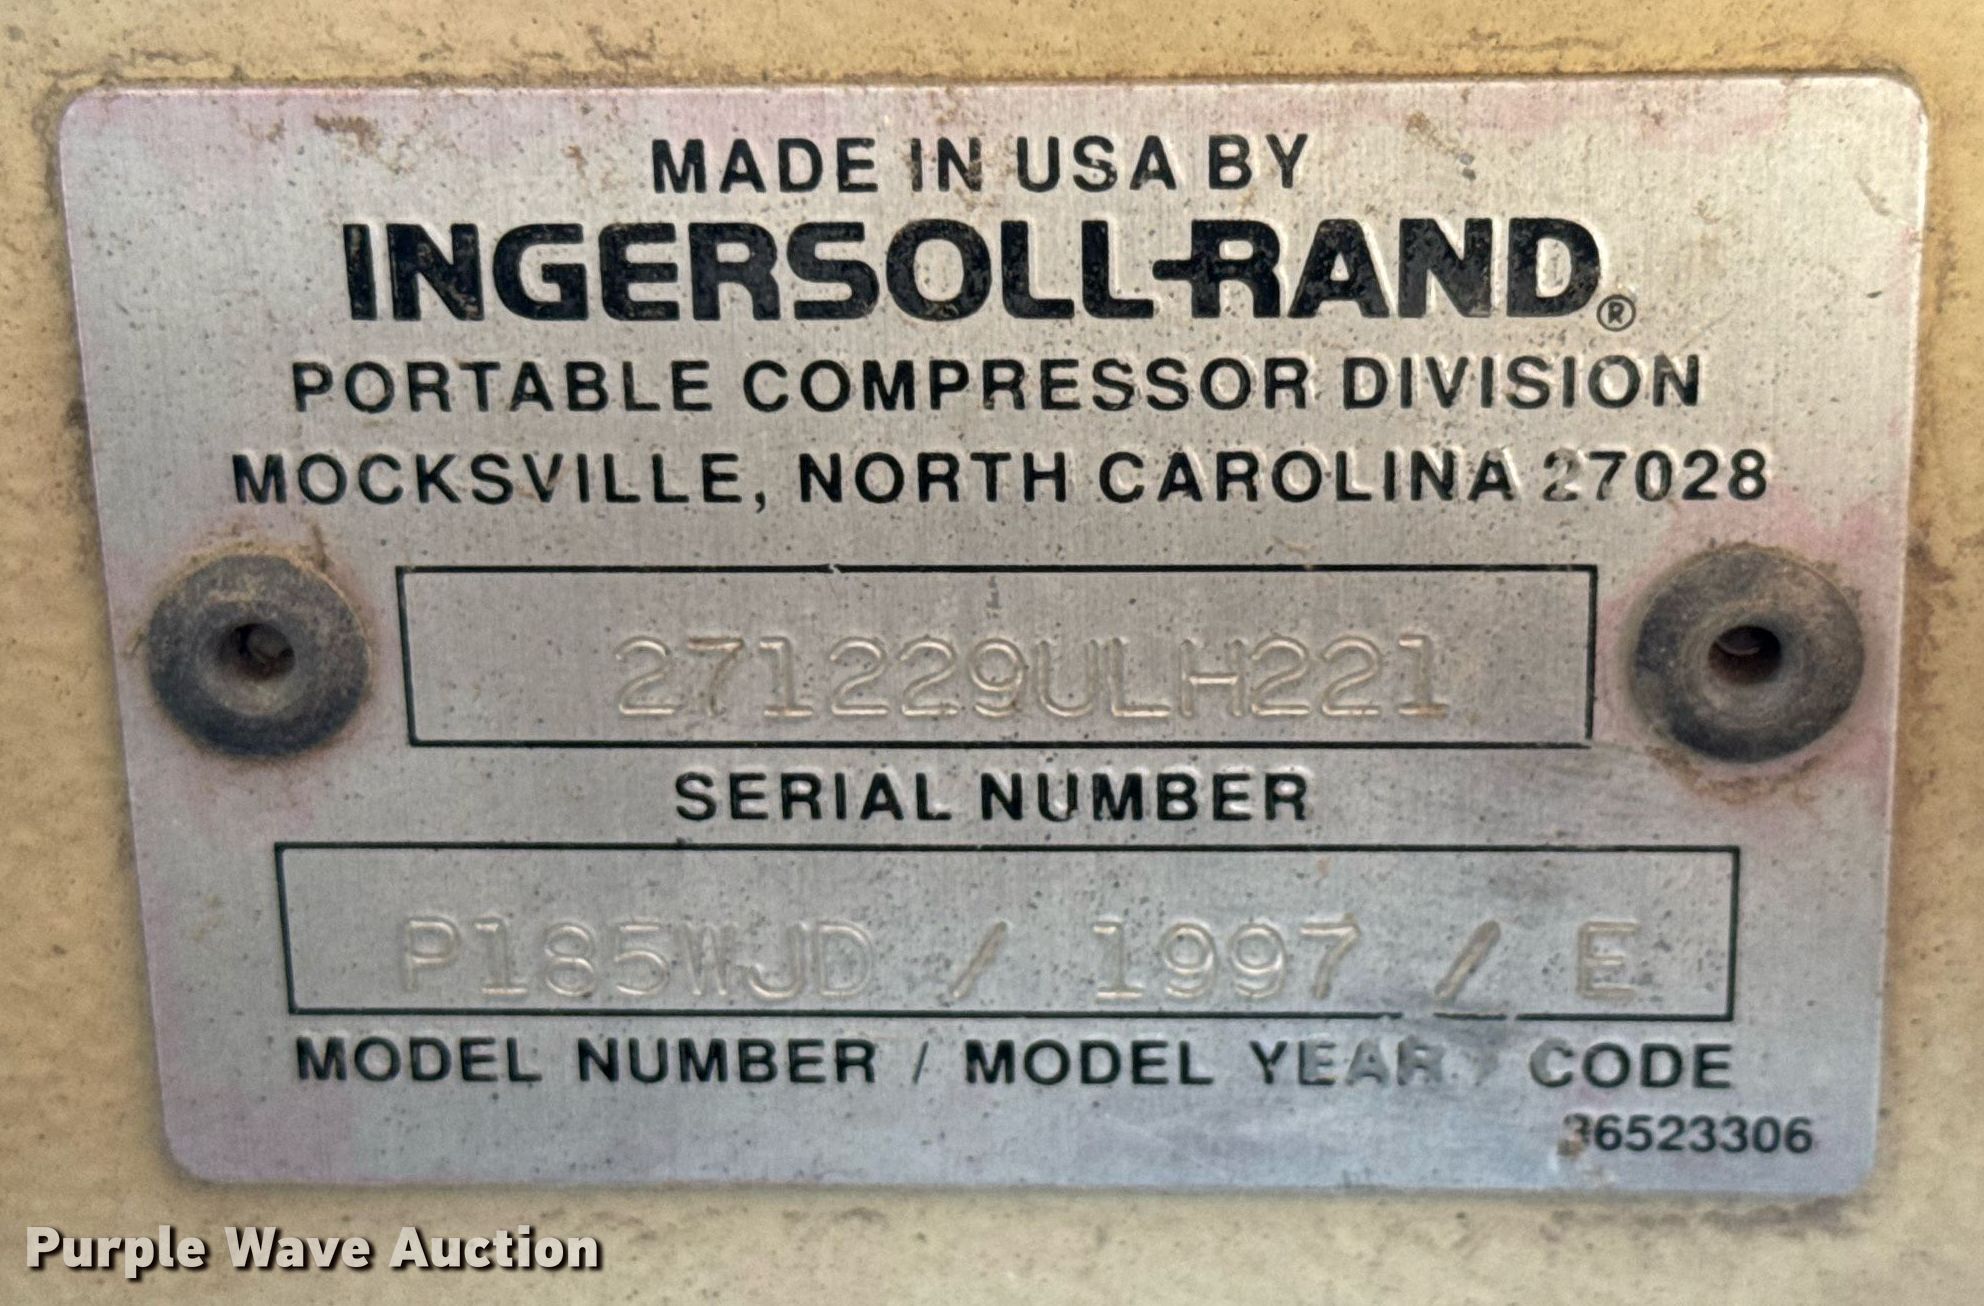 MADE IN USA BY
INGERSOLL-RAND®
PORTABLE COMPRESSOR DIVISION
MOCKSVILLE, NORTH CAROLINA 27028
271229ULH221
SERIAL NUMBER
P185WJD / 1997 / E
MODEL NUMBER / MODEL YEAR / CODE
36523306
Purple Wave Auction